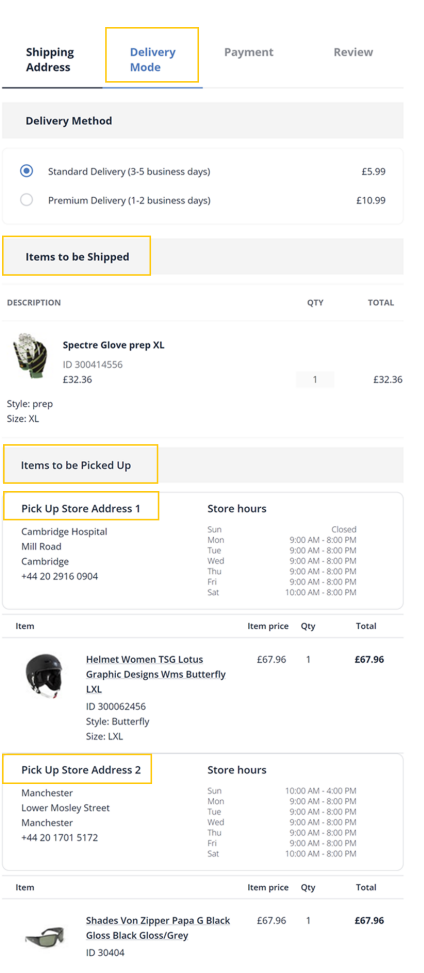 Shipping Address
Delivery Mode
Payment
Review
Delivery Method
Standard Delivery (3-5 business days) £5.99
Premium Delivery (1-2 business days) £10.99
Items to be Shipped
DESCRIPTION QTY TOTAL
Spectre Glove prep XL
ID 300414556
£32.36 1 £32.36
Style: prep
Size: XL
Items to be Picked Up
Pick Up Store Address 1
Cambridge Hospital
Mill Road
Cambridge
+44 20 2916 0904
Store hours
Sun Closed
Mon 9:00 AM - 8:00 PM
Tue 9:00 AM - 8:00 PM
Wed 9:00 AM - 8:00 PM
Thu 9:00 AM - 8:00 PM
Fri 9:00 AM - 8:00 PM
Sat 10:00 AM - 8:00 PM
Item Item price Qty Total
Helmet Women TSG Lotus £67.96 1 £67.96
Graphic Designs Wms Butterfly
LXL
ID 300062456
Style: Butterfly
Size: LXL
Pick Up Store Address 2
Manchester
Lower Mosley Street
Manchester
+44 20 1701 5172
Store hours
Sun 10:00 AM - 4:00 PM
Mon 9:00 AM - 8:00 PM
Tue 9:00 AM - 8:00 PM
Wed 9:00 AM - 8:00 PM
Thu 9:00 AM - 8:00 PM
Fri 9:00 AM - 8:00 PM
Sat 10:00 AM - 8:00 PM
Item Item price Qty Total
Shades Von Zipper Papa G Black £67.96 1 £67.96
Gloss Black Gloss/Grey
ID 30404